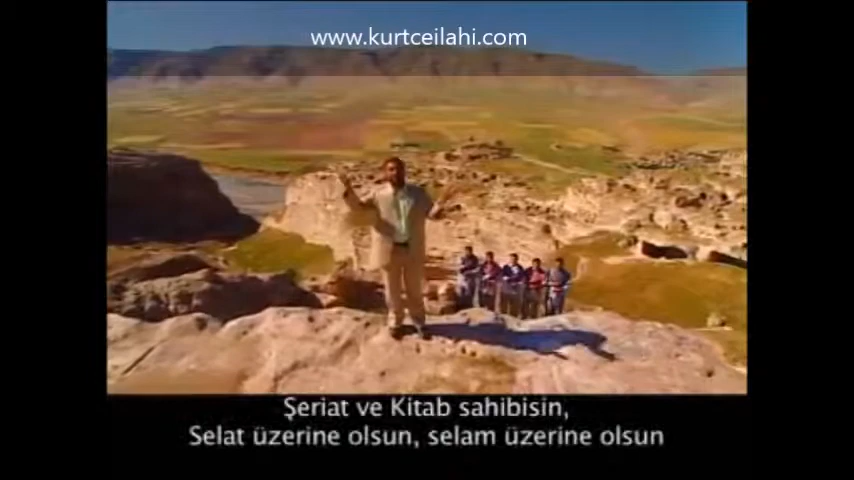 www.kurtceilahi.com
Şeriat ve Kitab sahibisin,
Selat üzerine olsun, selam üzerine olsun